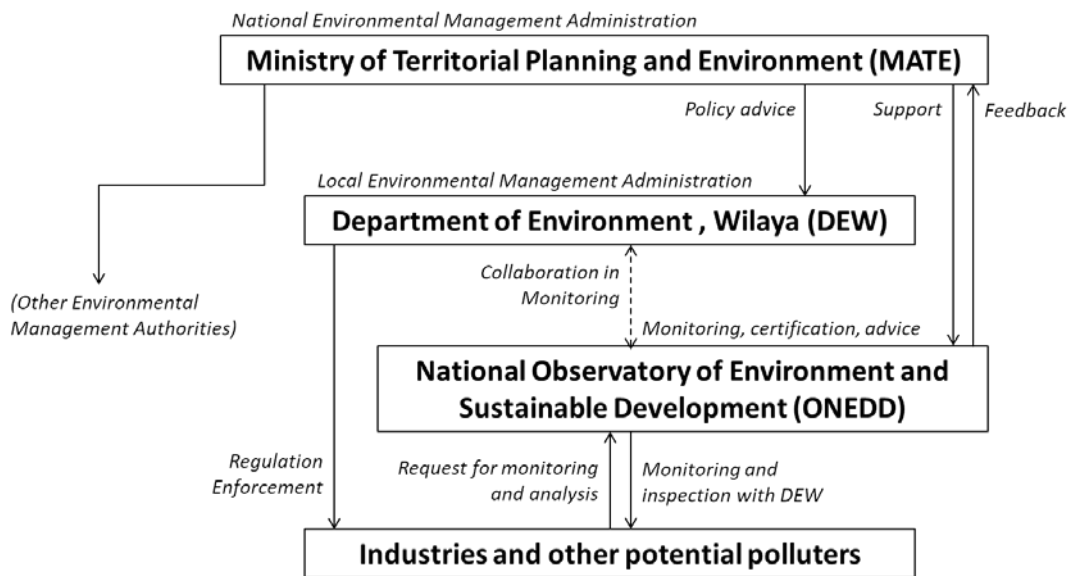 National Environmental Management Administration
Ministry of Territorial Planning and Environment (MATE)
Policy advice
Support
Feedback
Local Environmental Management Administration
Department of Environment , Wilaya (DEW)
Collaboration in
Monitoring
(Other Environmental
Management Authorities)
Monitoring, certification, advice
National Observatory of Environment and
Sustainable Development (ONEDD)
Regulation
Enforcement
Request for monitoring
and analysis
Monitoring and
inspection with DEW
Industries and other potential polluters